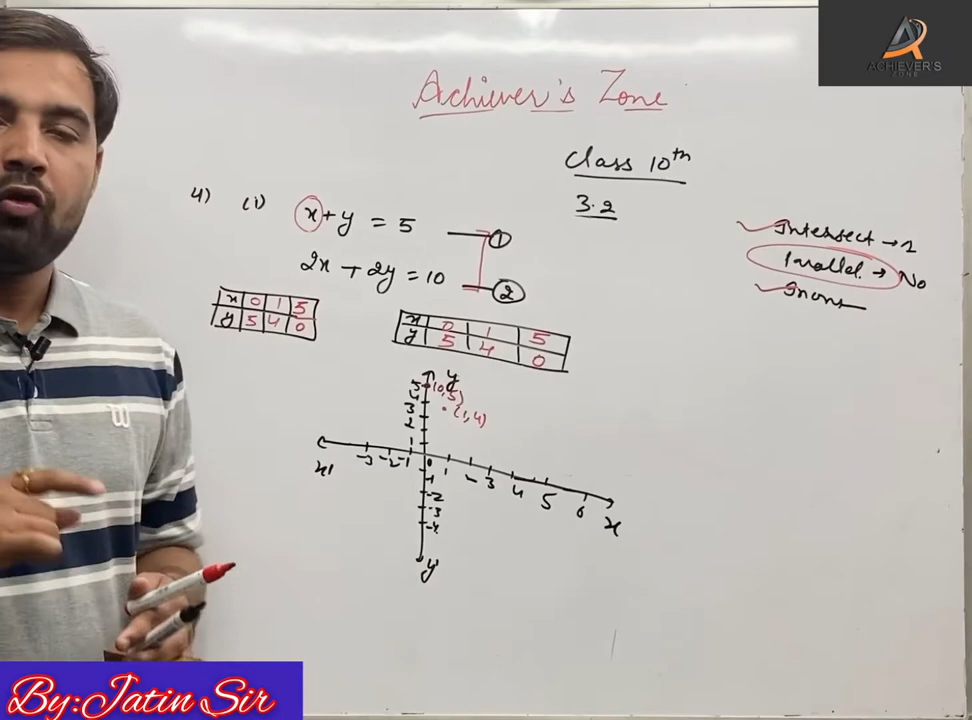 ACHIEVER'S
ZONE
Achiever's Zone
Class 10th
3.2
4) (i) x + y = 5 — 1
2x + 2y = 10 — 2
Intersect → 1
Parallel → No
x 0 1 5
y 5 4 0
x 0 1 5
y 5 4 0
y
5 (0,5)
4
3 (1,4)
2
1
-3 -2 -1 0 1 2 3 4 5 6
x' x
-1
-2
-3
-4
y'
By:Jatin Sir